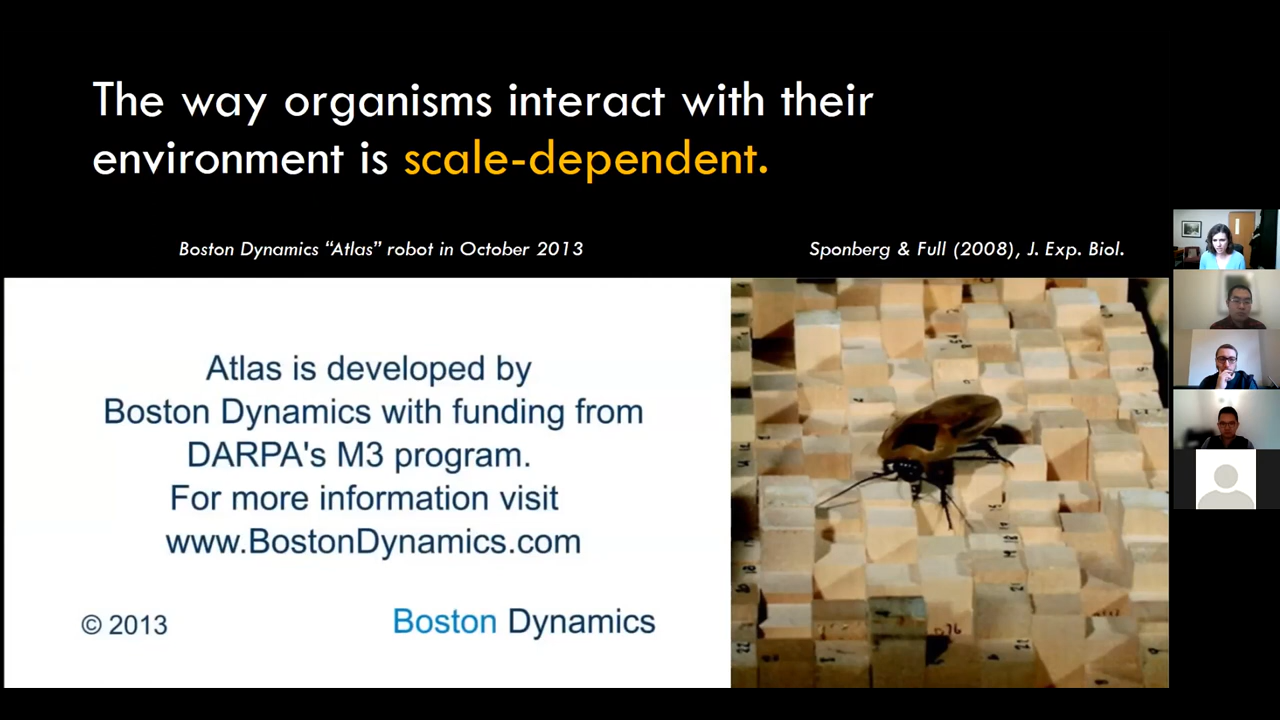 The way organisms interact with their
environment is scale-dependent.
Boston Dynamics “Atlas” robot in October 2013
Sponberg & Full (2008), J. Exp. Biol.
Atlas is developed by
Boston Dynamics with funding from
DARPA's M3 program.
For more information visit
www.BostonDynamics.com
© 2013
Boston Dynamics